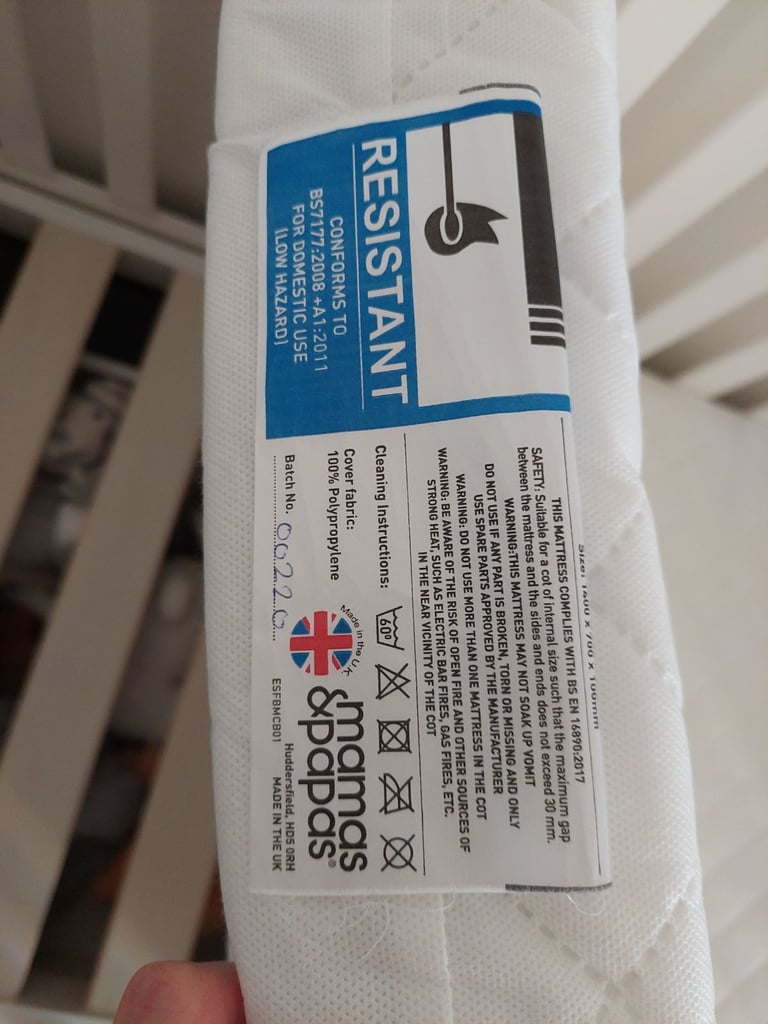 RESISTANT
CONFORMS TO
BS7177:2008 +A1:2011
FOR DOMESTIC USE
(LOW HAZARD)
Size: 1400 x 700 x 100mm
THIS MATTRESS COMPLIES WITH BS EN 16890:2017
SAFETY: Suitable for a cot of internal size such that the maximum gap
between the mattress and the sides and ends does not exceed 30 mm.
WARNING:THIS MATTRESS MAY NOT SOAK UP VOMIT
DO NOT USE IF ANY PART IS BROKEN, TORN OR MISSING AND ONLY
USE SPARE PARTS APPROVED BY THE MANUFACTURER
WARNING: DO NOT USE MORE THAN ONE MATTRESS IN THE COT
WARNING: BE AWARE OF THE RISK OF OPEN FIRE AND OTHER SOURCES OF
STRONG HEAT, SUCH AS ELECTRIC BAR FIRES, GAS FIRES, ETC.
IN THE NEAR VICINITY OF THE COT
Cleaning Instructions:
60°
Cover fabric:
100% Polypropylene
Batch No. 00220
Made in the U.K
mamas
&papas®
ESFBMCB01
Huddersfield, HD5 0RH
MADE IN THE UK